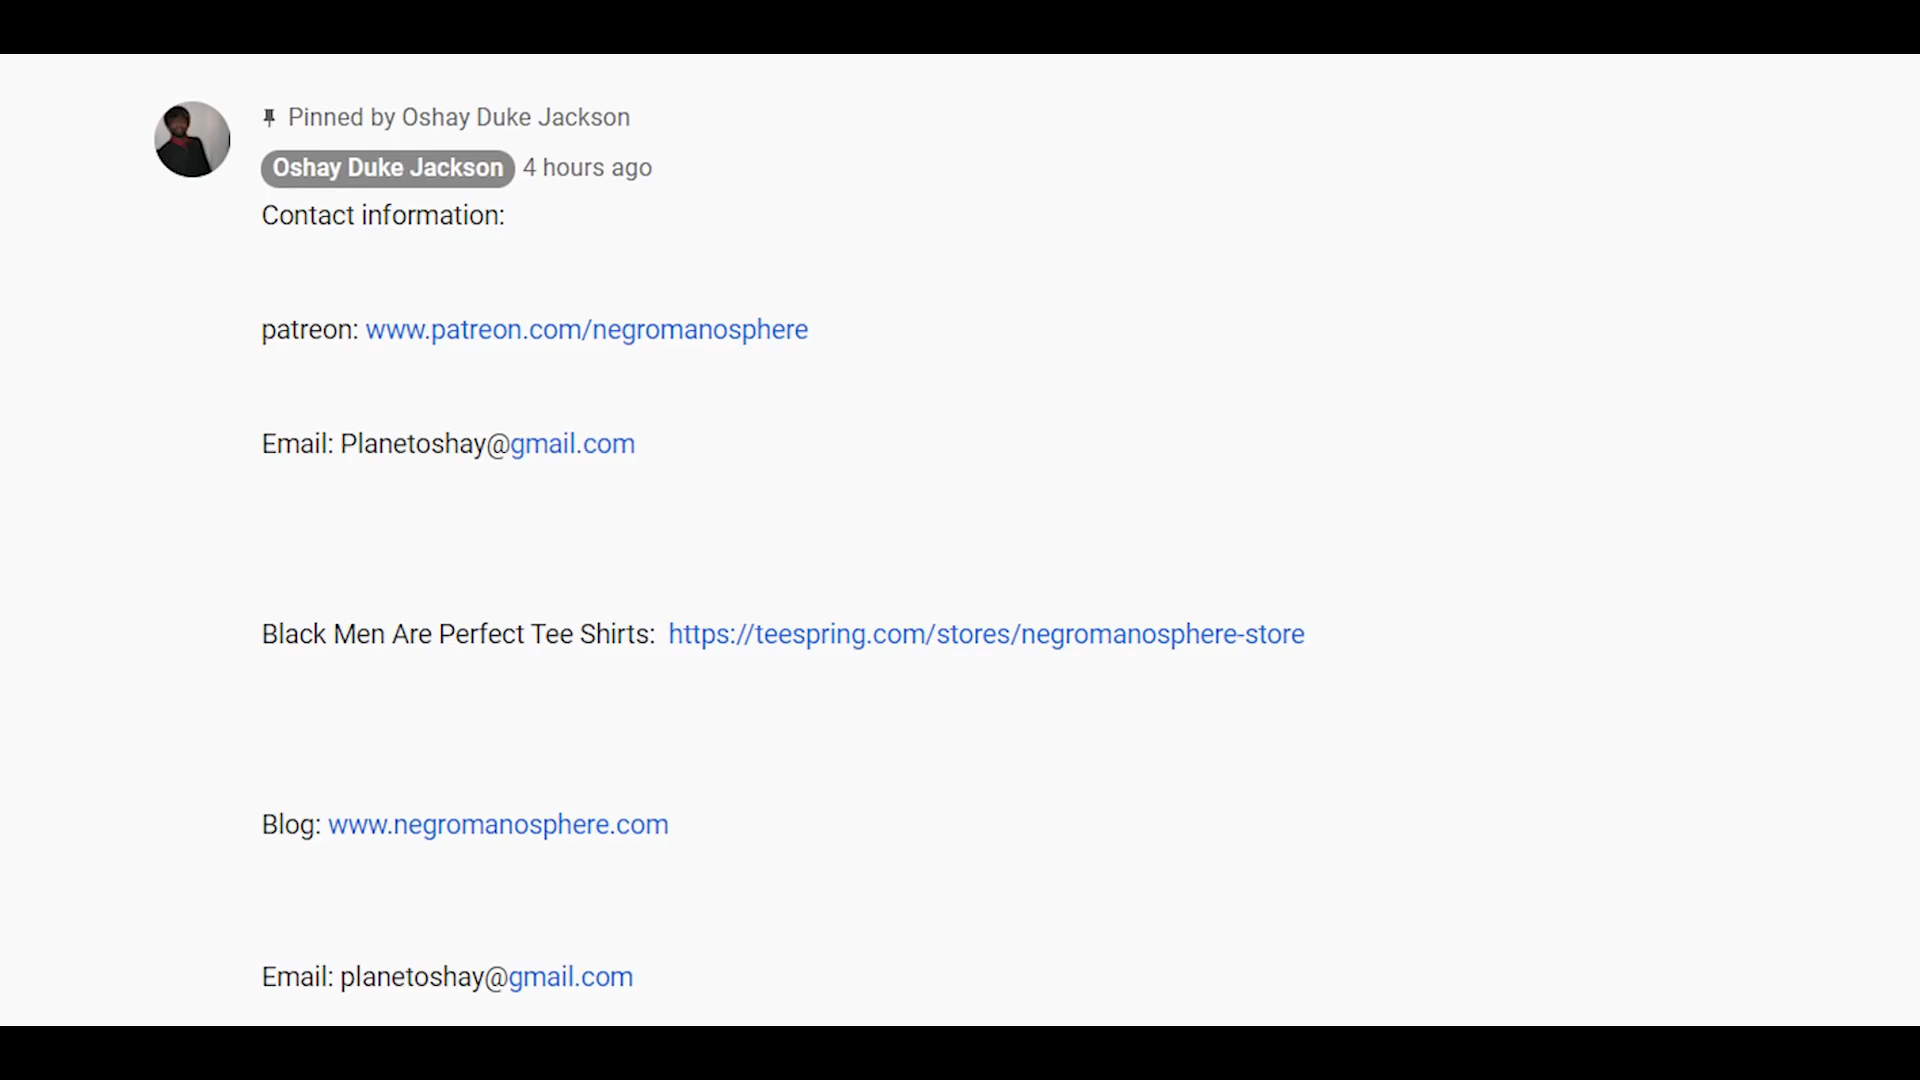 Pinned by Oshay Duke Jackson
Oshay Duke Jackson 4 hours ago
Contact information:
patreon: www.patreon.com/negromanosphere
Email: Planetoshay@gmail.com
Black Men Are Perfect Tee Shirts: https://teespring.com/stores/negromanosphere-store
Blog: www.negromanosphere.com
Email: planetoshay@gmail.com